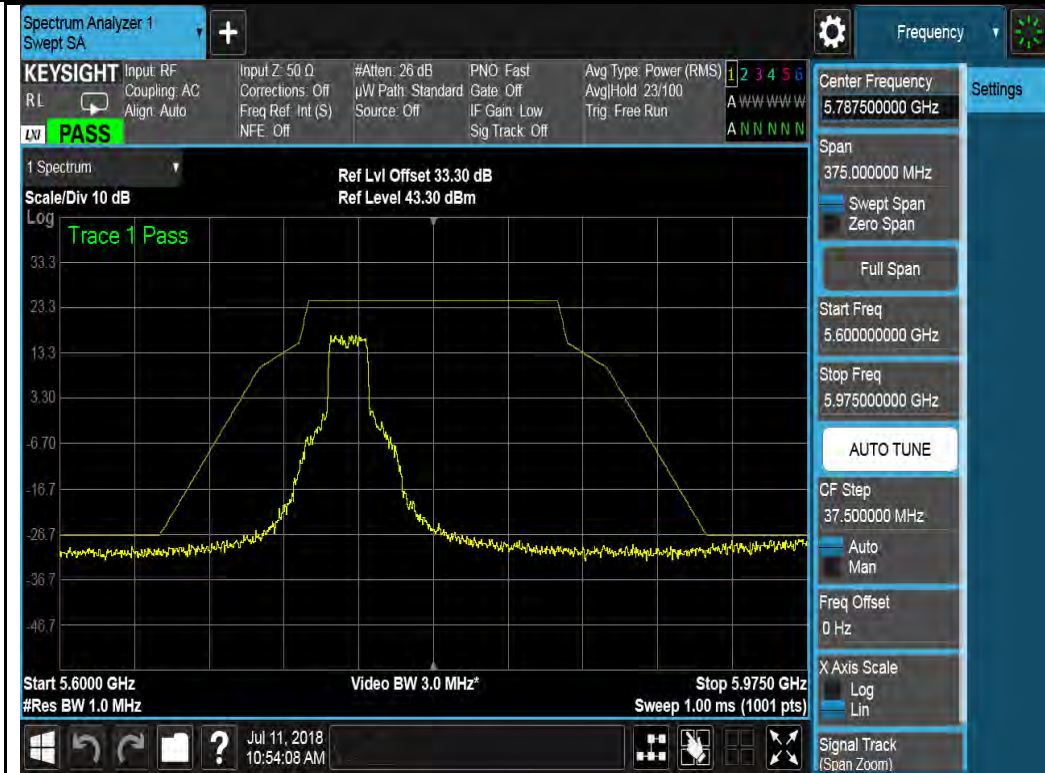 Spectrum Analyzer 1
Swept SA
+
Frequency
KEYSIGHT
RL
LXI PASS
Input: RF
Coupling: AC
Align: Auto
Input Z: 50 Ω
Corrections: Off
Freq Ref: Int (S)
NFE: Off
#Atten: 26 dB
µW Path: Standard
Source: Off
PNO: Fast
Gate: Off
IF Gain: Low
Sig Track: Off
Avg Type: Power (RMS)
Avg|Hold: 23/100
Trig: Free Run
1 2 3 4 5 6
A W W W W W
A N N N N N
1 Spectrum
Scale/Div 10 dB
Ref Lvl Offset 33.30 dB
Ref Level 43.30 dBm
Log
Trace 1 Pass
33.3
23.3
13.3
3.30
-6.70
-16.7
-26.7
-36.7
-46.7
Start 5.6000 GHz
#Res BW 1.0 MHz
Video BW 3.0 MHz*
Stop 5.9750 GHz
Sweep 1.00 ms (1001 pts)
?
Jul 11, 2018
10:54:08 AM
Center Frequency
5.787500000 GHz
Span
375.000000 MHz
Swept Span
Zero Span
Full Span
Start Freq
5.600000000 GHz
Stop Freq
5.975000000 GHz
AUTO TUNE
CF Step
37.500000 MHz
Auto
Man
Freq Offset
0 Hz
X Axis Scale
Log
Lin
Signal Track
(Span Zoom)
Settings